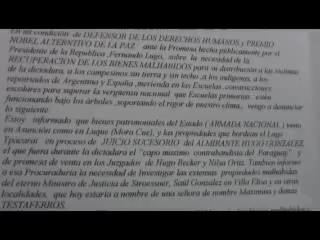 En mi condición de DEFENSOR DE LOS DERECHOS HUMANOS y PREMIO
NOBEL ALTERNTIVO DE LA PAZ ante la Promesa hecha públicamente por el
Presidente de la Republica ,Fernando Lugo, sobre la necesidad de la
RECUPERACION DE LOS BIENES MALHABIDOS para su distribución a las victimas
de la dictadura, a los campesinos sin tierra y sin techo ,a los indígenas, a los
repatriados de Argentina y España ,merienda en las Escuelas ,construcciones
escolares para superar la vergüenza nacional que Escuelas primarias esten
funcionando bajo los árboles ,soportando el rigor de nuestro clima, vengo a denunciar
lo siguiente.
Estoy informado que bienes patrimoniales del Estado ( ARMADA NACIONAL ) tanto
en Asunción como en Luque (Mora Cue), y las propiedades que bordean el Lago
Ypacarai en proceso de JUICIO SUCESORIO del ALMIRANTE HUGO GONZALEZ,
el que fuera durante la dictadura el "capo maximo contrabandista del Paraguay" y
de promesa de venta en los Juzgados de Hugo Becker y Nilsa Ortiz. Tambien informo
a esa Procuraduría la necesidad de Investigar las extensas propiedades malhabidas
del eterno Ministro de Justicia de Stroessner, Saúl González en Villa Elisa y en otras
localidades, que hoy estaría a nombre de una señora de nombre Maximina y demas
TESTAFERROS.